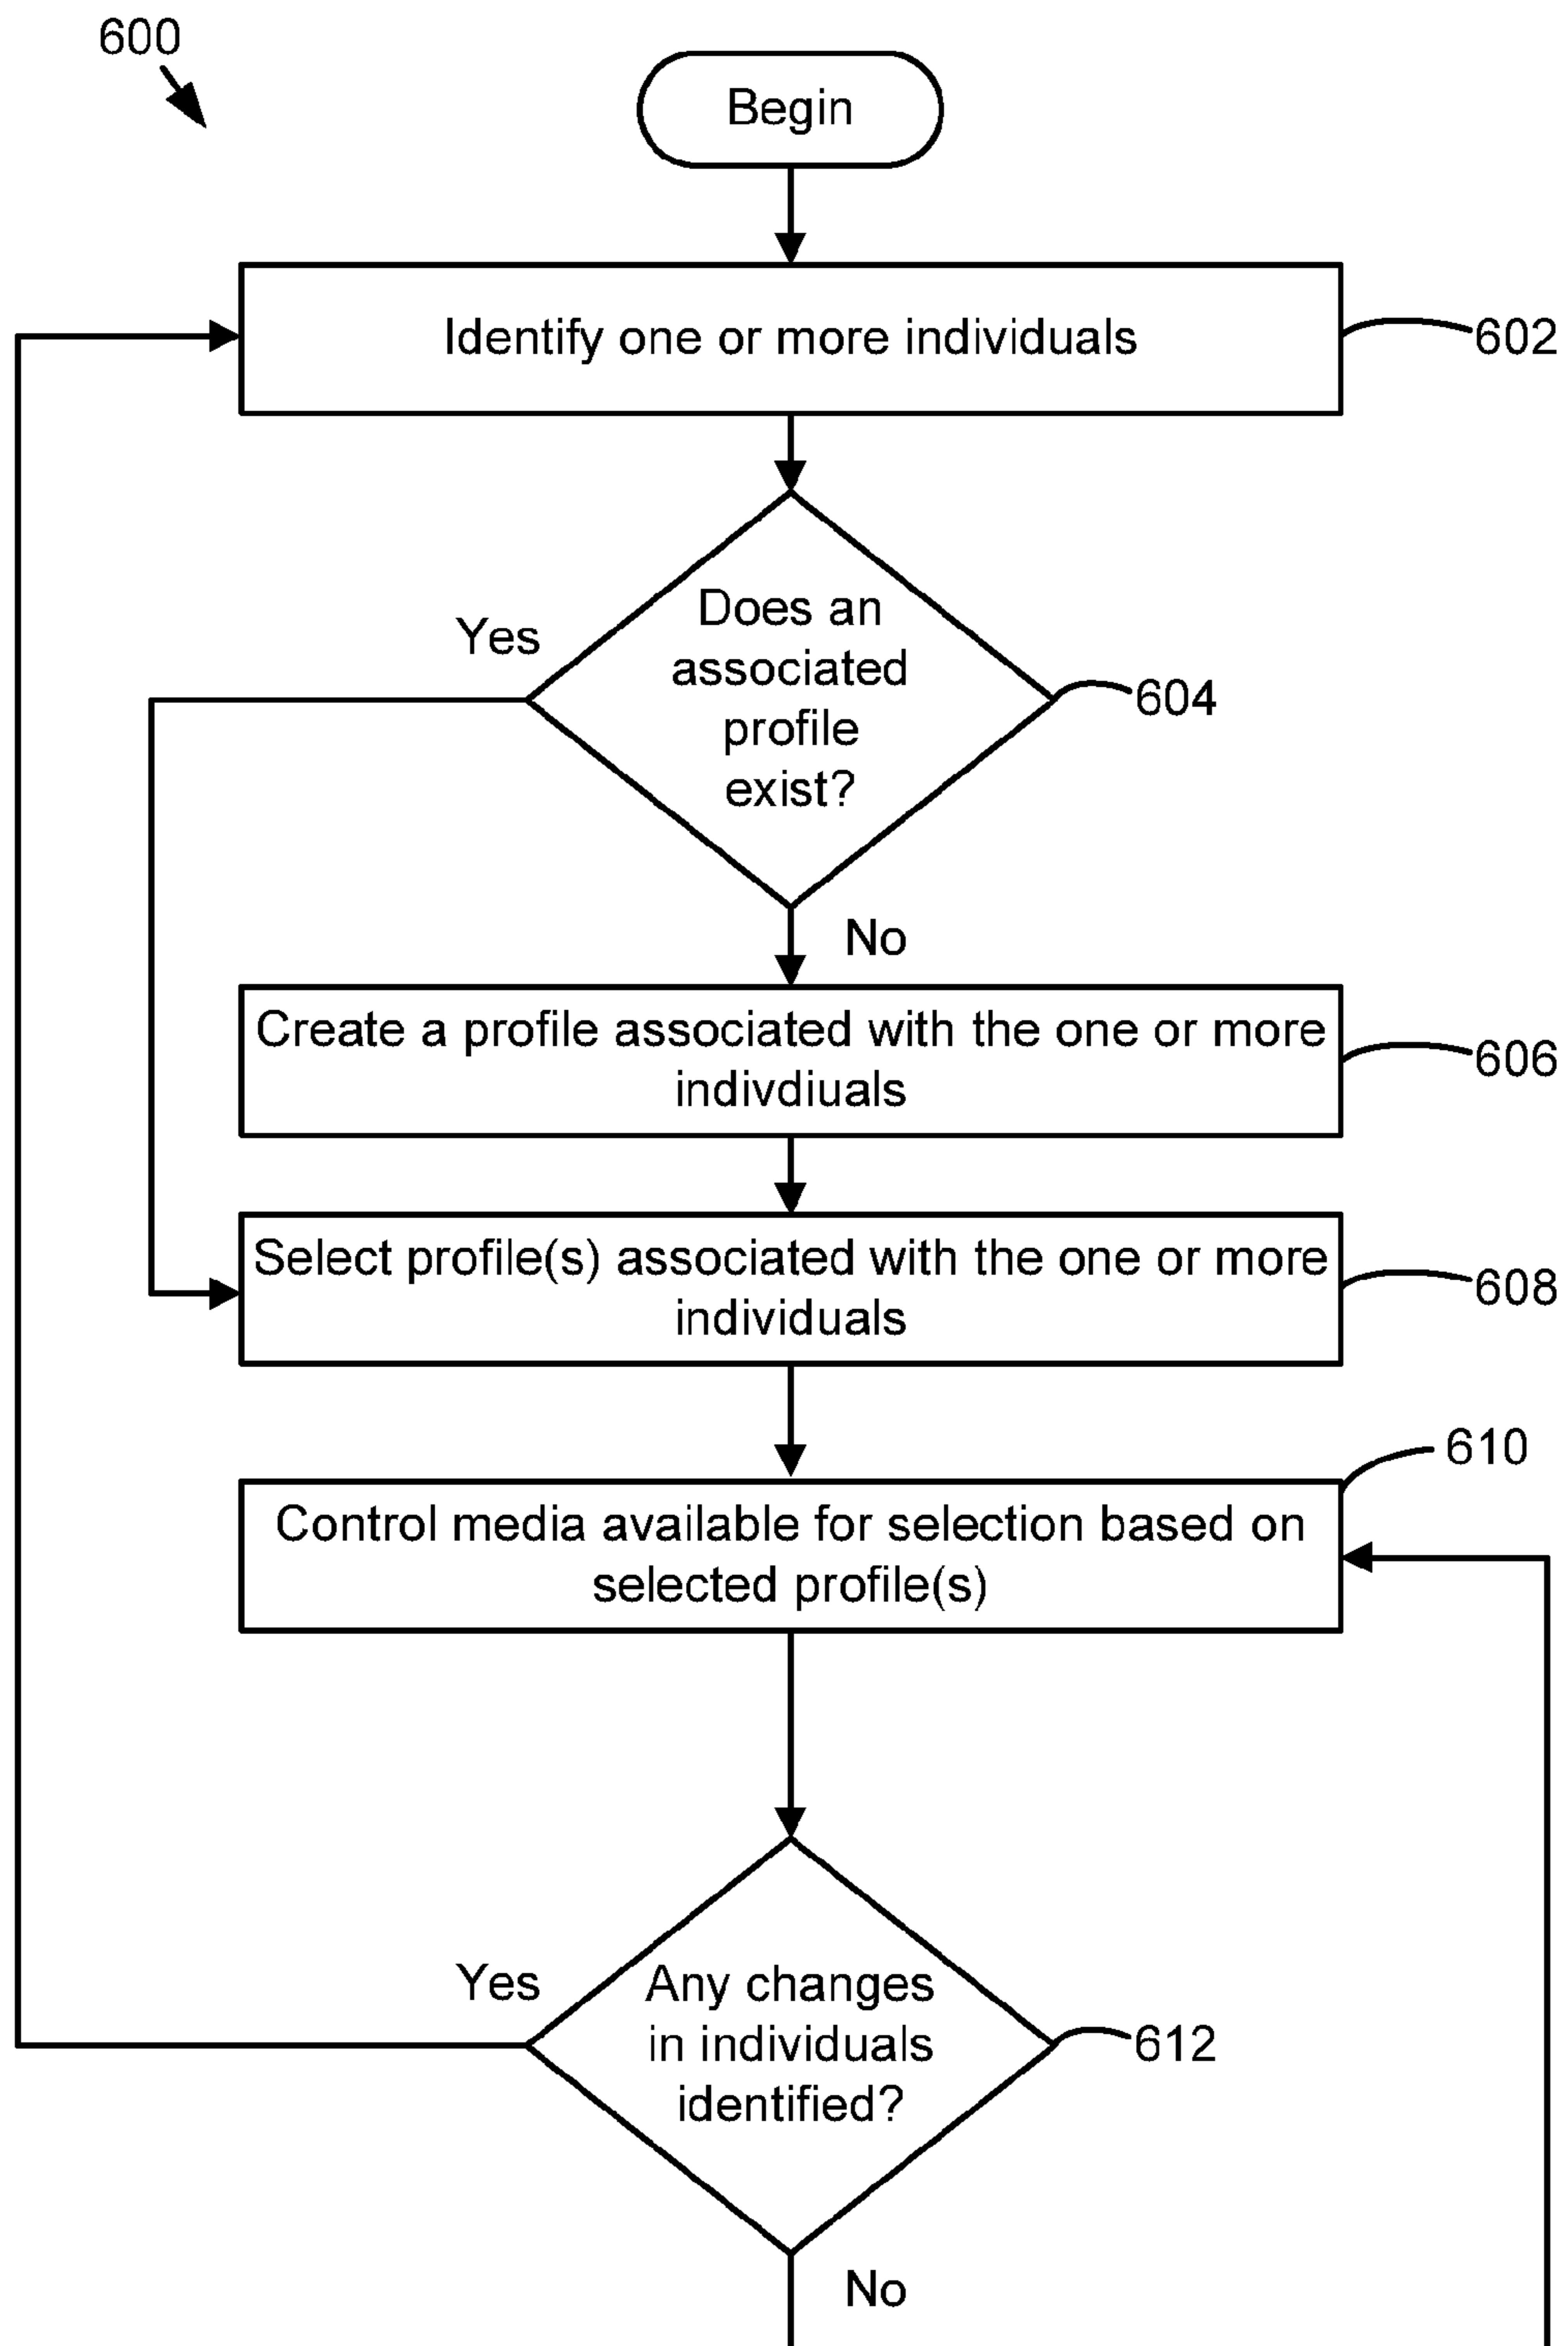 600
Begin
Identify one or more individuals
602
Does an
associated
profile
exist?
Yes
604
No
Create a profile associated with the one or more
indivdiuals
606
Select profile(s) associated with the one or more
individuals
608
610
Control media available for selection based on
selected profile(s)
Yes
Any changes
in individuals
identified?
612
No